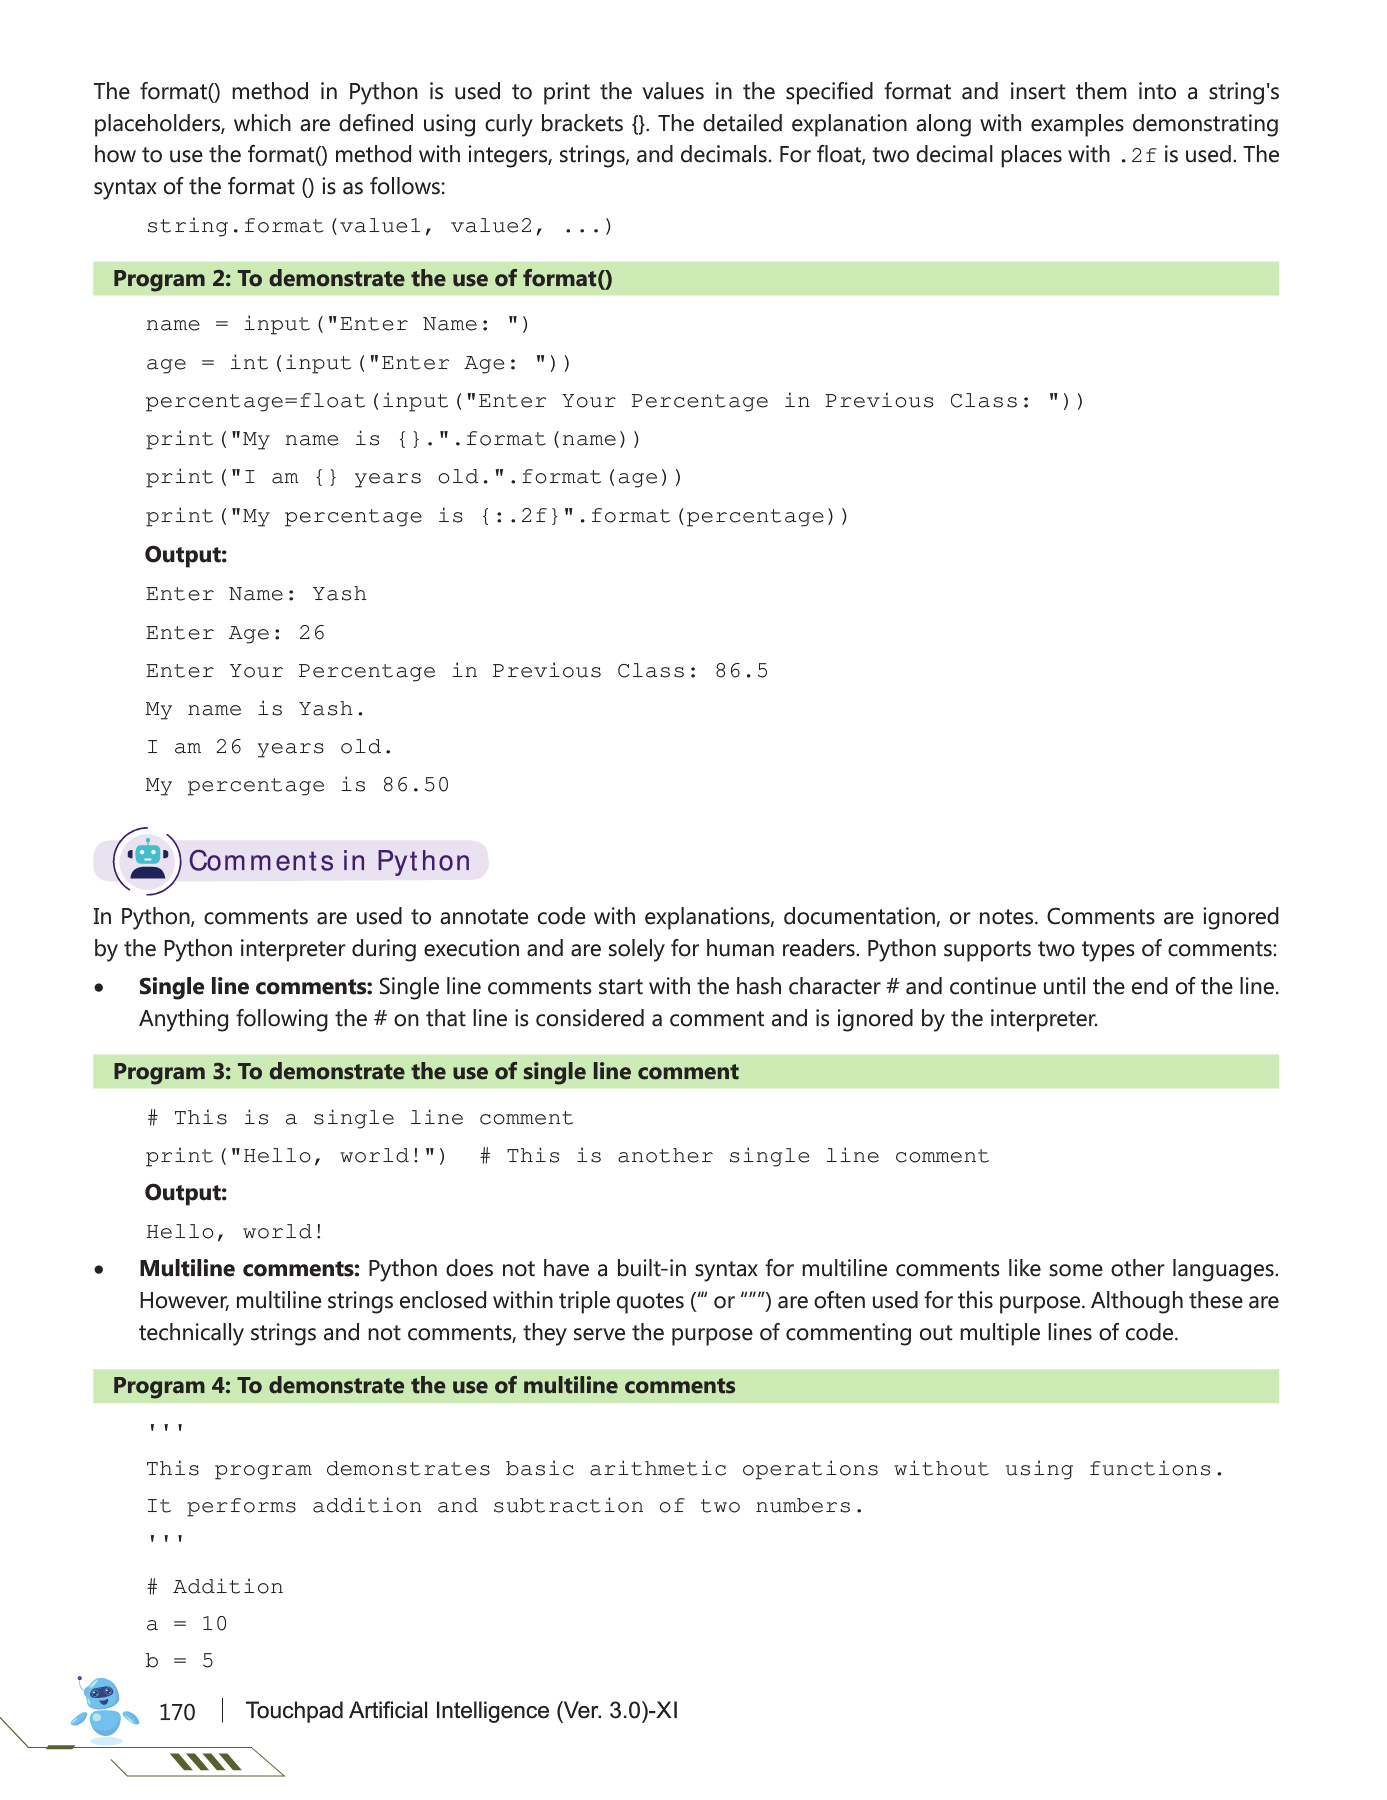 The format() method in Python is used to print the values in the specified format and insert them into a string's
placeholders, which are defined using curly brackets {}. The detailed explanation along with examples demonstrating
how to use the format() method with integers, strings, and decimals. For float, two decimal places with .2f is used. The
syntax of the format () is as follows:
string.format(value1, value2, ...)
Program 2: To demonstrate the use of format()
name = input("Enter Name: ")
age = int(input("Enter Age: "))
percentage=float(input("Enter Your Percentage in Previous Class: "))
print("My name is {}.".format(name))
print("I am {} years old.".format(age))
print("My percentage is {:.2f}".format(percentage))
Output:
Enter Name: Yash
Enter Age: 26
Enter Your Percentage in Previous Class: 86.5
My name is Yash.
I am 26 years old.
My percentage is 86.50
Comments in Python
In Python, comments are used to annotate code with explanations, documentation, or notes. Comments are ignored
by the Python interpreter during execution and are solely for human readers. Python supports two types of comments:
• Single line comments: Single line comments start with the hash character # and continue until the end of the line.
Anything following the # on that line is considered a comment and is ignored by the interpreter.
Program 3: To demonstrate the use of single line comment
# This is a single line comment
print("Hello, world!")  # This is another single line comment
Output:
Hello, world!
• Multiline comments: Python does not have a built-in syntax for multiline comments like some other languages.
However, multiline strings enclosed within triple quotes (‘‘‘ or “““”) are often used for this purpose. Although these are
technically strings and not comments, they serve the purpose of commenting out multiple lines of code.
Program 4: To demonstrate the use of multiline comments
'''
This program demonstrates basic arithmetic operations without using functions.
It performs addition and subtraction of two numbers.
'''
# Addition
a = 10
b = 5
170 | Touchpad Artificial Intelligence (Ver. 3.0)-XI